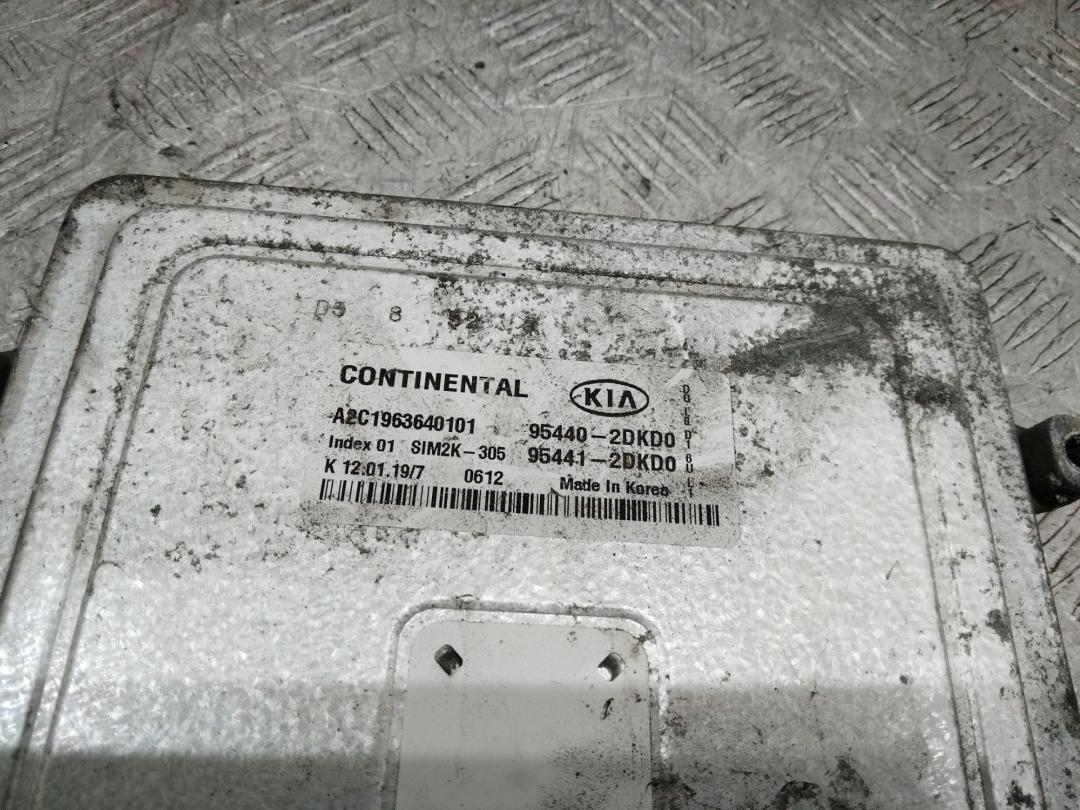 D5 8
CONTINENTAL KIA
A2C1963640101 95440-2DKD0
Index 01 SIM2K-305 95441-2DKD0
K 12.01.19/7 0612 Made In Korea